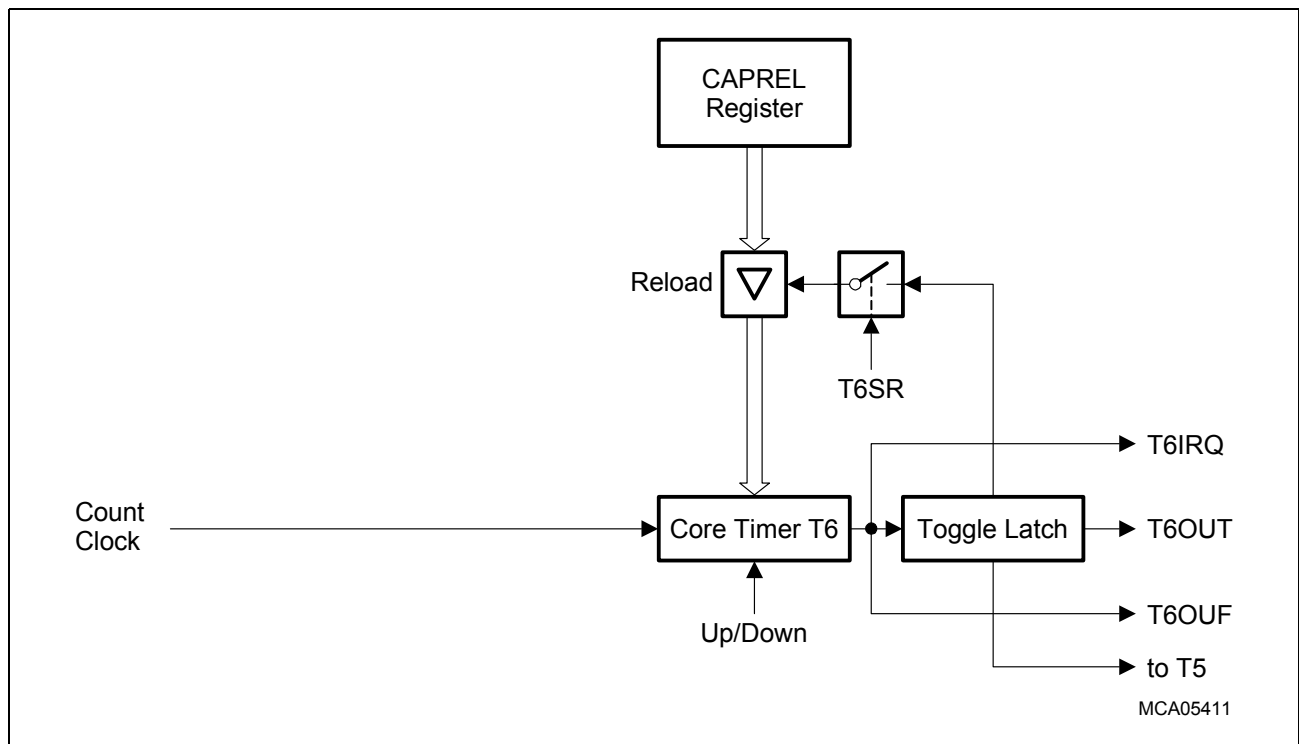 CAPREL
Register
Reload
T6SR
T6IRQ
Count
Clock
Core Timer T6
Toggle Latch
T6OUT
Up/Down
T6OUF
to T5
MCA05411